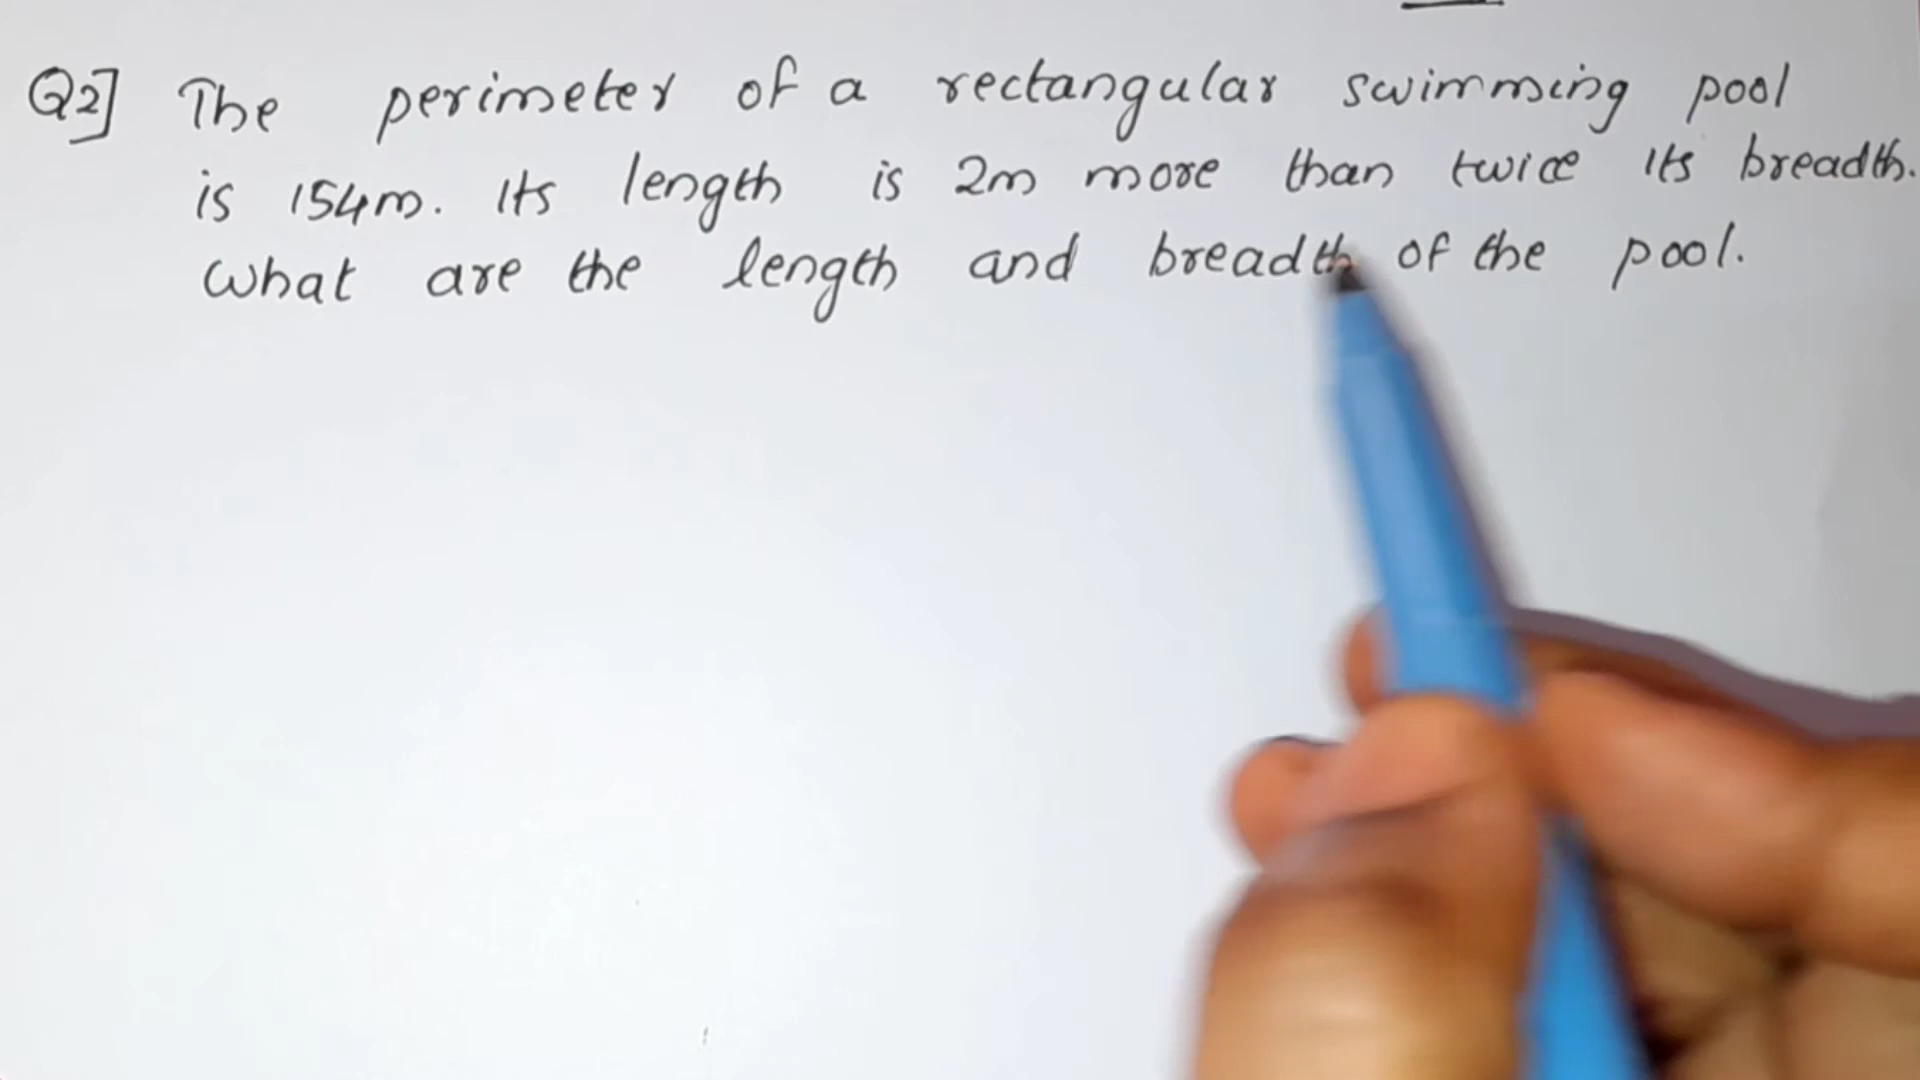 Q2] The perimeter of a rectangular swimming pool
is 154m. Its length is 2m more than twice its breadth.
What are the length and breadth of the pool.